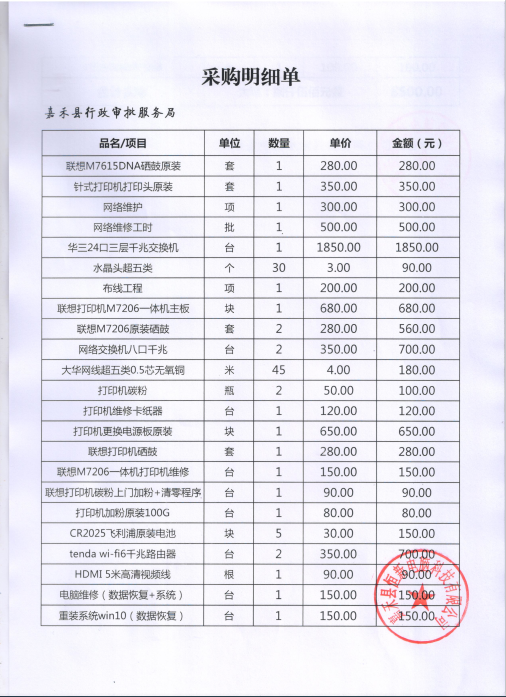 采购明细单
嘉禾县行政审批服务局
品名/项目 单位 数量 单价 金额（元）
联想M7615DNA硒鼓原装 套 1 280.00 280.00
针式打印机打印头原装 套 1 350.00 350.00
网络维护 项 1 300.00 300.00
网络维修工时 批 1 500.00 500.00
华三24口三层千兆交换机 台 1 1850.00 1850.00
水晶头超五类 个 30 3.00 90.00
布线工程 项 1 200.00 200.00
联想打印机M7206一体机主板 块 1 680.00 680.00
联想M7206原装硒鼓 套 2 280.00 560.00
网络交换机八口千兆 台 2 350.00 700.00
大华网线超五类0.5芯无氧铜 米 45 4.00 180.00
打印机碳粉 瓶 2 50.00 100.00
打印机维修卡纸器 台 1 120.00 120.00
打印机更换电源板原装 块 1 650.00 650.00
联想打印机硒鼓 套 1 280.00 280.00
联想M7206一体机打印机维修 台 1 150.00 150.00
联想打印机碳粉上门加粉+清零程序 台 1 90.00 90.00
打印机加粉原装100G 台 1 80.00 80.00
CR2025飞利浦原装电池 块 5 30.00 150.00
tenda wi-fi6千兆路由器 台 2 350.00 700.00
HDMI 5米高清视频线 根 1 90.00 90.00
电脑维修（数据恢复+系统） 台 1 150.00 150.00
重装系统win10（数据恢复） 台 1 150.00 150.00
嘉禾县恒 电脑科技有限公司